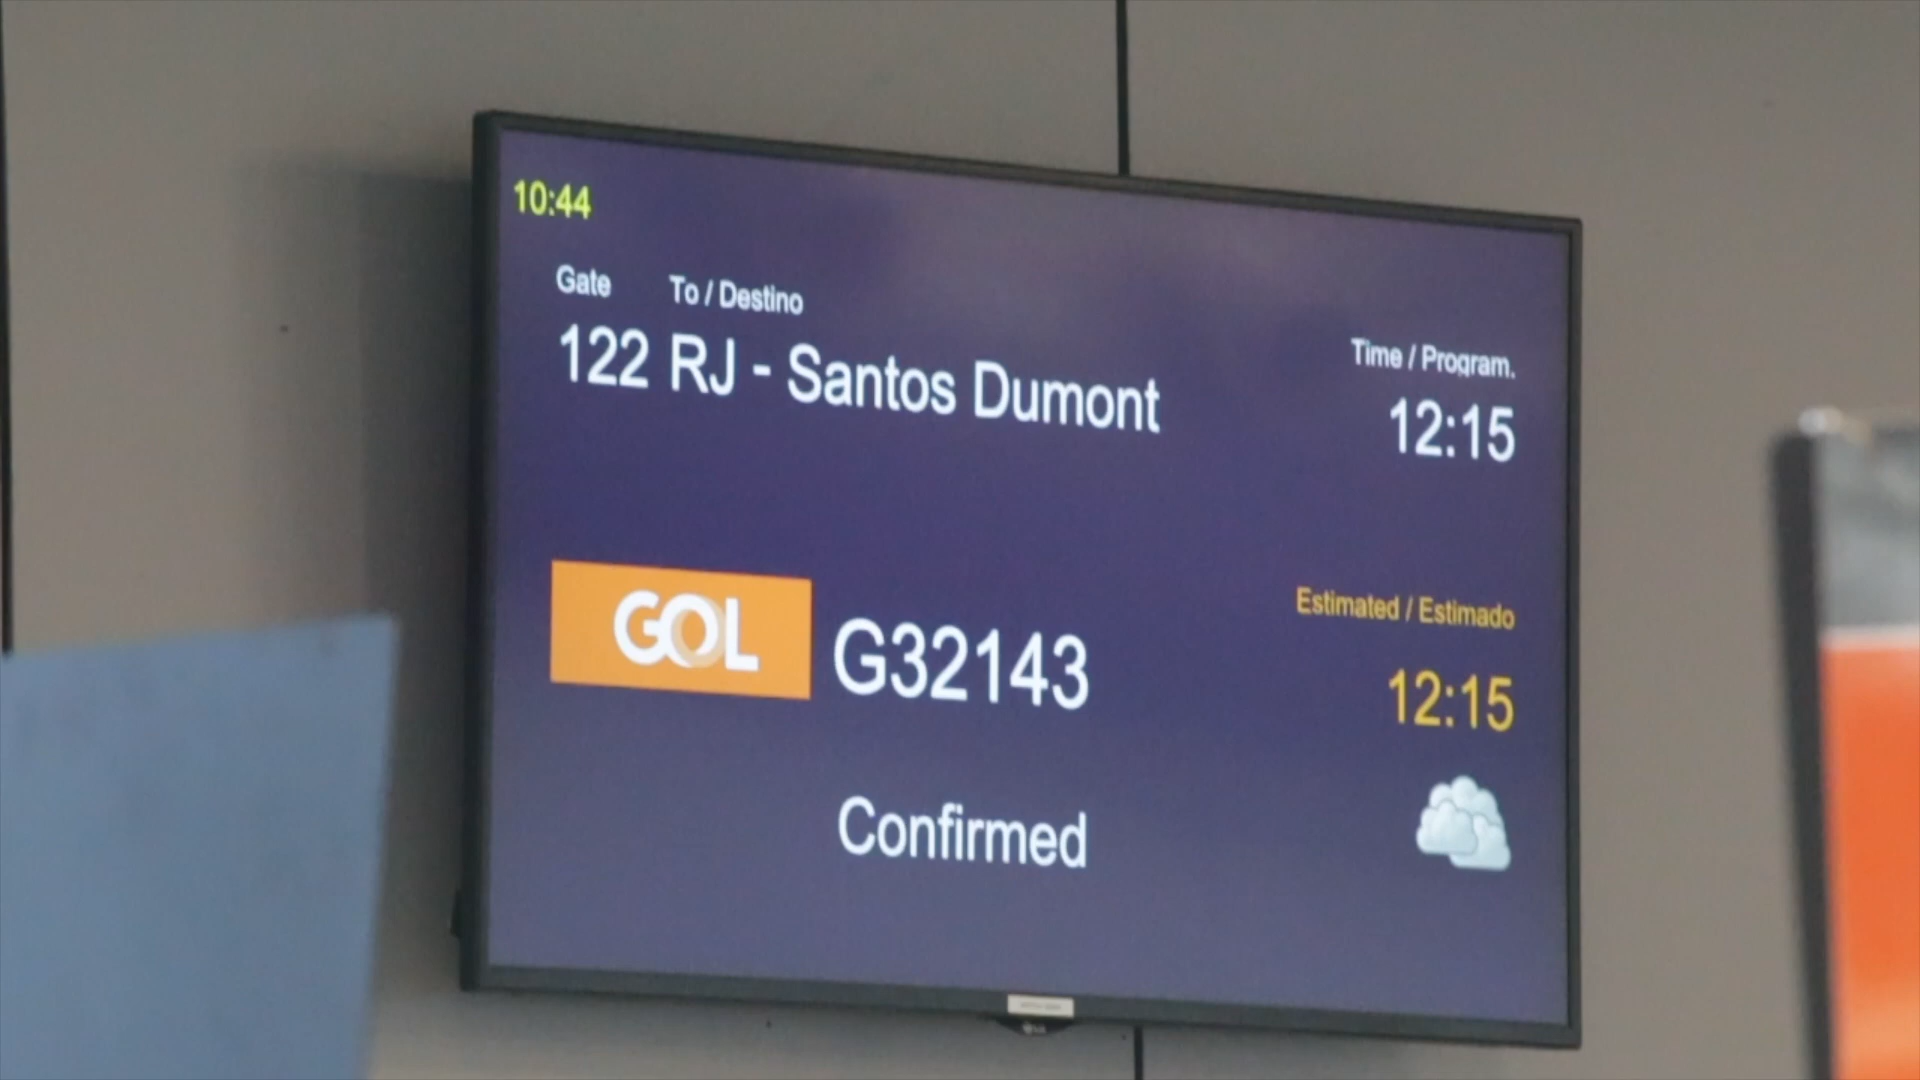 10:44
Gate To / Destino
122 RJ - Santos Dumont
Time / Program.
12:15
GOL G32143
Estimated / Estimado
12:15
Confirmed
LG